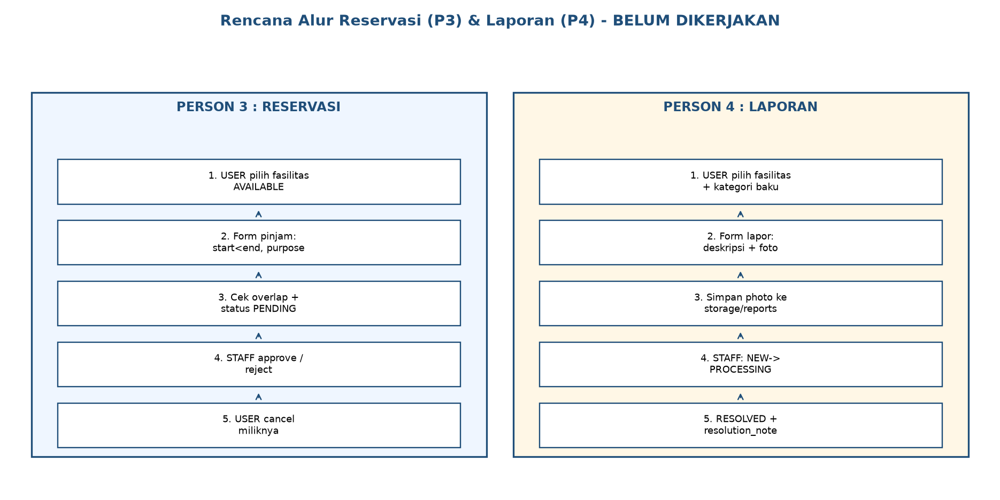 Rencana Alur Reservasi (P3) & Laporan (P4) - BELUM DIKERJAKAN
PERSON 3 : RESERVASI
1. USER pilih fasilitas
AVAILABLE
2. Form pinjam:
start<end, purpose
3. Cek overlap +
status PENDING
4. STAFF approve /
reject
5. USER cancel
miliknya
PERSON 4 : LAPORAN
1. USER pilih fasilitas
+ kategori baku
2. Form lapor:
deskripsi + foto
3. Simpan photo ke
storage/reports
4. STAFF: NEW->
PROCESSING
5. RESOLVED +
resolution_note